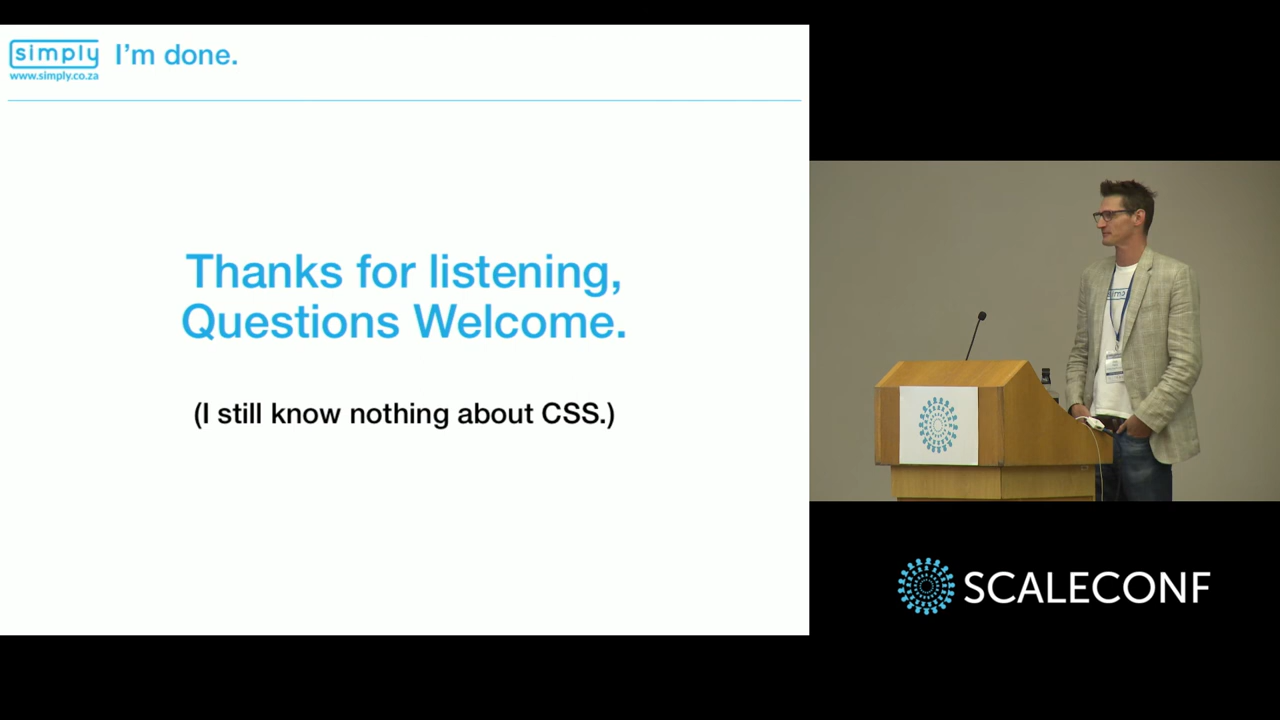 simply
www.simply.co.za
I'm done.
Thanks for listening,
Questions Welcome.
(I still know nothing about CSS.)
SCALECONF